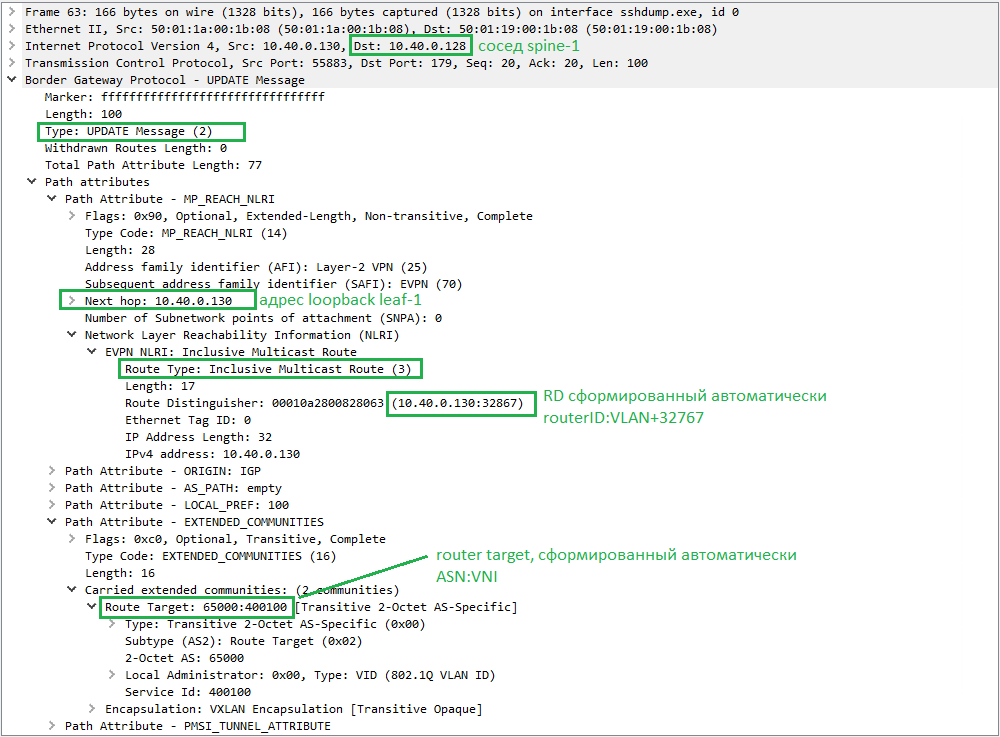 Frame 63: 166 bytes on wire (1328 bits), 166 bytes captured (1328 bits) on interface sshdump.exe, id 0
Ethernet II, Src: 50:01:1a:00:1b:08 (50:01:1a:00:1b:08), Dst: 50:01:19:00:1b:08 (50:01:19:00:1b:08)
Internet Protocol Version 4, Src: 10.40.0.130, Dst: 10.40.0.128 сосед spine-1
Transmission Control Protocol, Src Port: 55883, Dst Port: 179, Seq: 20, Ack: 20, Len: 100
Border Gateway Protocol - UPDATE Message
Marker: ffffffffffffffffffffffffffffffff
Length: 100
Type: UPDATE Message (2)
Withdrawn Routes Length: 0
Total Path Attribute Length: 77
Path attributes
Path Attribute - MP_REACH_NLRI
Flags: 0x90, Optional, Extended-Length, Non-transitive, Complete
Type Code: MP_REACH_NLRI (14)
Length: 28
Address family identifier (AFI): Layer-2 VPN (25)
Subsequent address family identifier (SAFI): EVPN (70)
Next hop: 10.40.0.130 адрес loopback leaf-1
Number of Subnetwork points of attachment (SNPA): 0
Network Layer Reachability Information (NLRI)
EVPN NLRI: Inclusive Multicast Route
Route Type: Inclusive Multicast Route (3)
Length: 17
Route Distinguisher: 00010a2800828063 (10.40.0.130:32867)
RD сформированный автоматически
routerID:VLAN+32767
Ethernet Tag ID: 0
IP Address Length: 32
IPv4 address: 10.40.0.130
Path Attribute - ORIGIN: IGP
Path Attribute - AS_PATH: empty
Path Attribute - LOCAL_PREF: 100
Path Attribute - EXTENDED_COMMUNITIES
Flags: 0xc0, Optional, Transitive, Complete
Type Code: EXTENDED_COMMUNITIES (16)
router target, сформированный автоматически
ASN:VNI
Length: 16
Carried extended communities: (2 communities)
Route Target: 65000:400100 [Transitive 2-Octet AS-Specific]
Type: Transitive 2-Octet AS-Specific (0x00)
Subtype (AS2): Route Target (0x02)
2-Octet AS: 65000
Local Administrator: 0x00, Type: VID (802.1Q VLAN ID)
Service Id: 400100
Encapsulation: VXLAN Encapsulation [Transitive Opaque]
Path Attribute - PMSI_TUNNEL_ATTRIBUTE